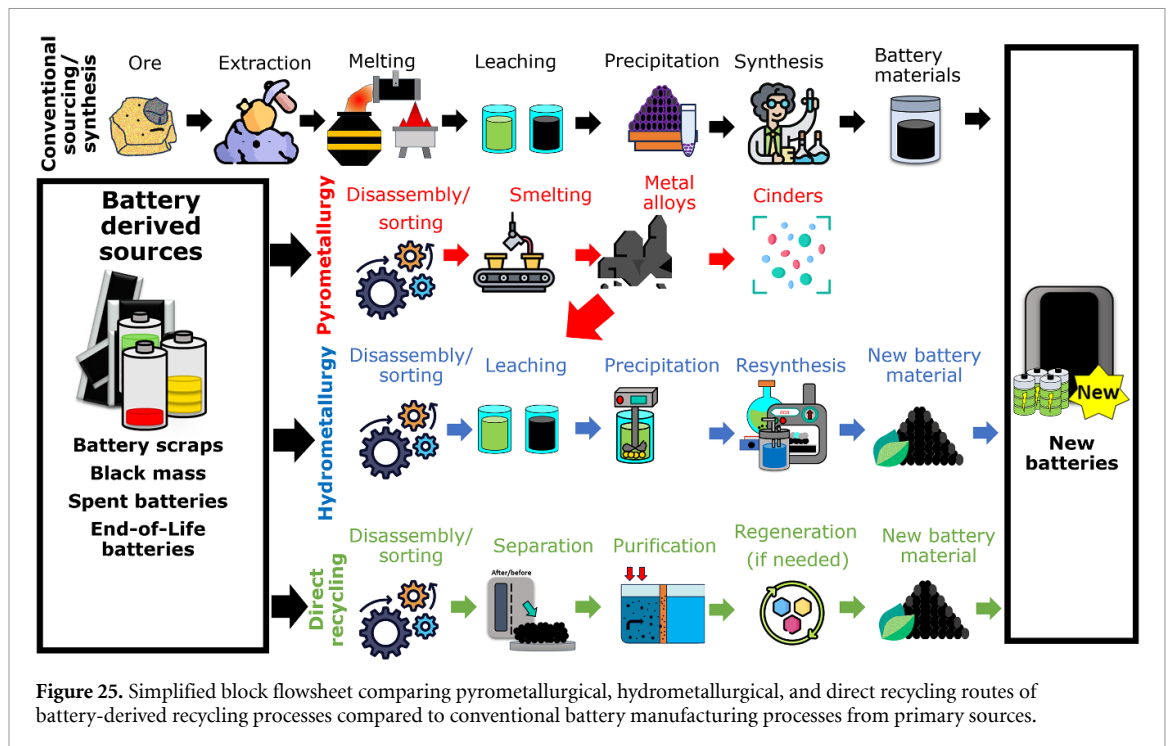 Conventional
sourcing/
synthesis
Ore
Extraction
Melting
Leaching
Precipitation
Synthesis
Battery
materials
Battery
derived
sources
Battery scraps
Black mass
Spent batteries
End-of-Life
batteries
Pyrometallurgy
Disassembly/
sorting
Smelting
Metal
alloys
Cinders
Hydrometallurgy
Disassembly/
sorting
Leaching
Precipitation
Resynthesis
New battery
material
Direct
recycling
Disassembly/
sorting
Separation
After/before
Purification
Regeneration
(if needed)
New battery
material
New
New
batteries
Figure 25. Simplified block flowsheet comparing pyrometallurgical, hydrometallurgical, and direct recycling routes of
battery-derived recycling processes compared to conventional battery manufacturing processes from primary sources.